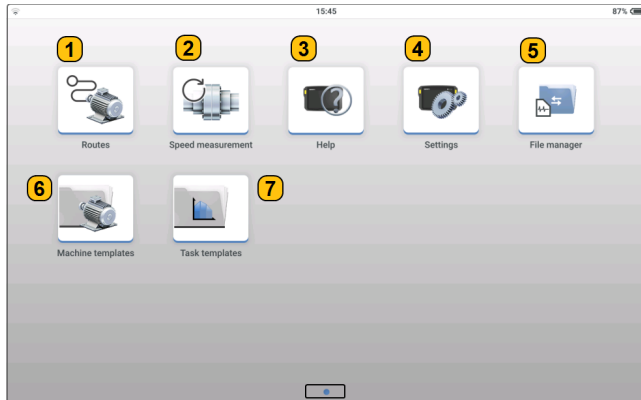 15:45
87%
1
2
3
4
5
Routes
Speed measurement
Help
Settings
File manager
6
7
Machine templates
Task templates